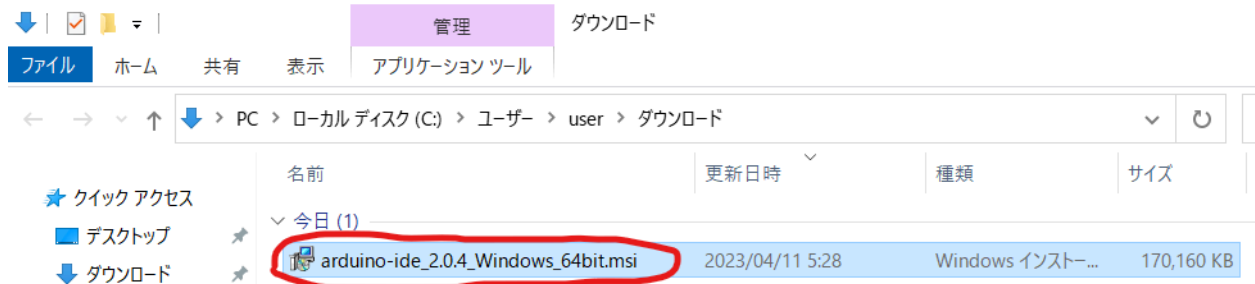 管理 ダウンロード
ファイル ホーム 共有 表示 アプリケーション ツール
PC › ローカル ディスク (C:) › ユーザー › user › ダウンロード
名前 更新日時 種類 サイズ
クイック アクセス
今日 (1)
デスクトップ
arduino-ide_2.0.4_Windows_64bit.msi 2023/04/11 5:28 Windows インストー... 170,160 KB
ダウンロード